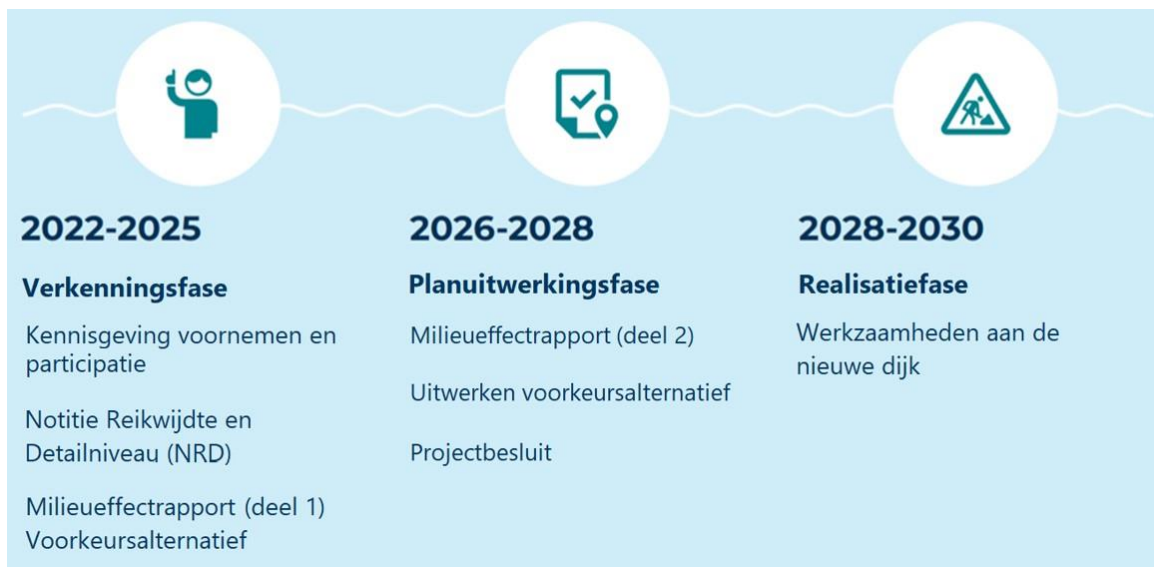 2022-2025
Verkenningsfase
Kennisgeving voornemen en
participatie
Notitie Reikwijdte en
Detailniveau (NRD)
Milieueffectrapport (deel 1)
Voorkeursalternatief
2026-2028
Planuitwerkingsfase
Milieueffectrapport (deel 2)
Uitwerken voorkeursalternatief
Projectbesluit
2028-2030
Realisatiefase
Werkzaamheden aan de
nieuwe dijk